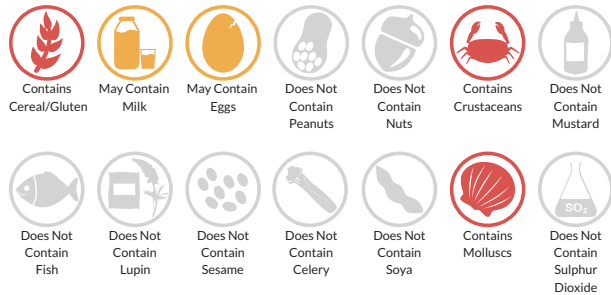 Contains
Cereal/Gluten
May Contain
Milk
May Contain
Eggs
Does Not
Contain
Peanuts
Does Not
Contain
Nuts
Contains
Crustaceans
Does Not
Contain
Mustard
Does Not
Contain
Fish
Does Not
Contain
Lupin
Does Not
Contain
Sesame
Does Not
Contain
Celery
Does Not
Contain
Soya
Contains
Molluscs
SO₂
Does Not
Contain
Sulphur
Dioxide